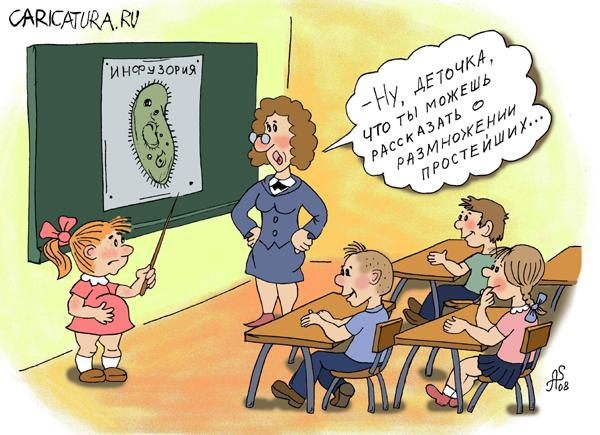 CARICATURA.RU
ИНФУЗОРИЯ
-НУ, ДЕТОЧКА,
ЧТО ТЫ МОЖЕШЬ
РАССКАЗАТЬ О
РАЗМНОЖЕНИИ
ПРОСТЕЙШИХ...
AS
08